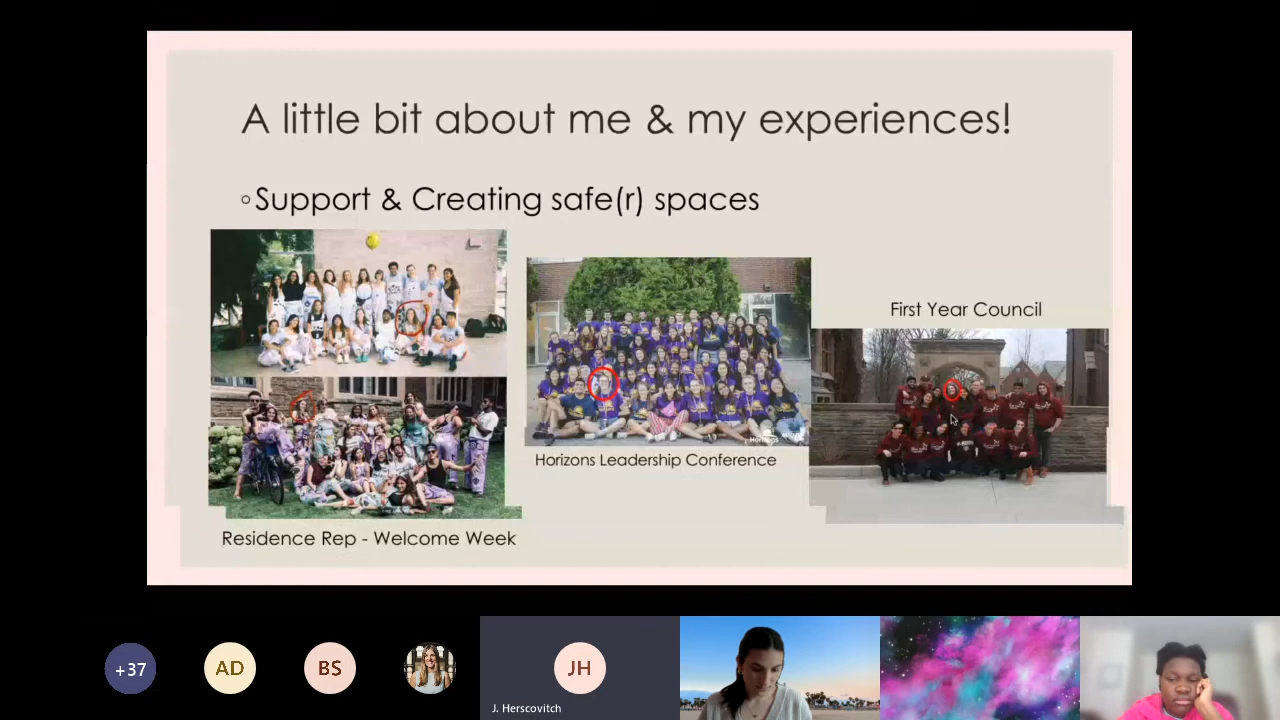 A little bit about me & my experiences!
Support & Creating safe(r) spaces
First Year Council
Horizons Leadership Conference
Residence Rep - Welcome Week
+37
AD
BS
JH
J. Herscovitch